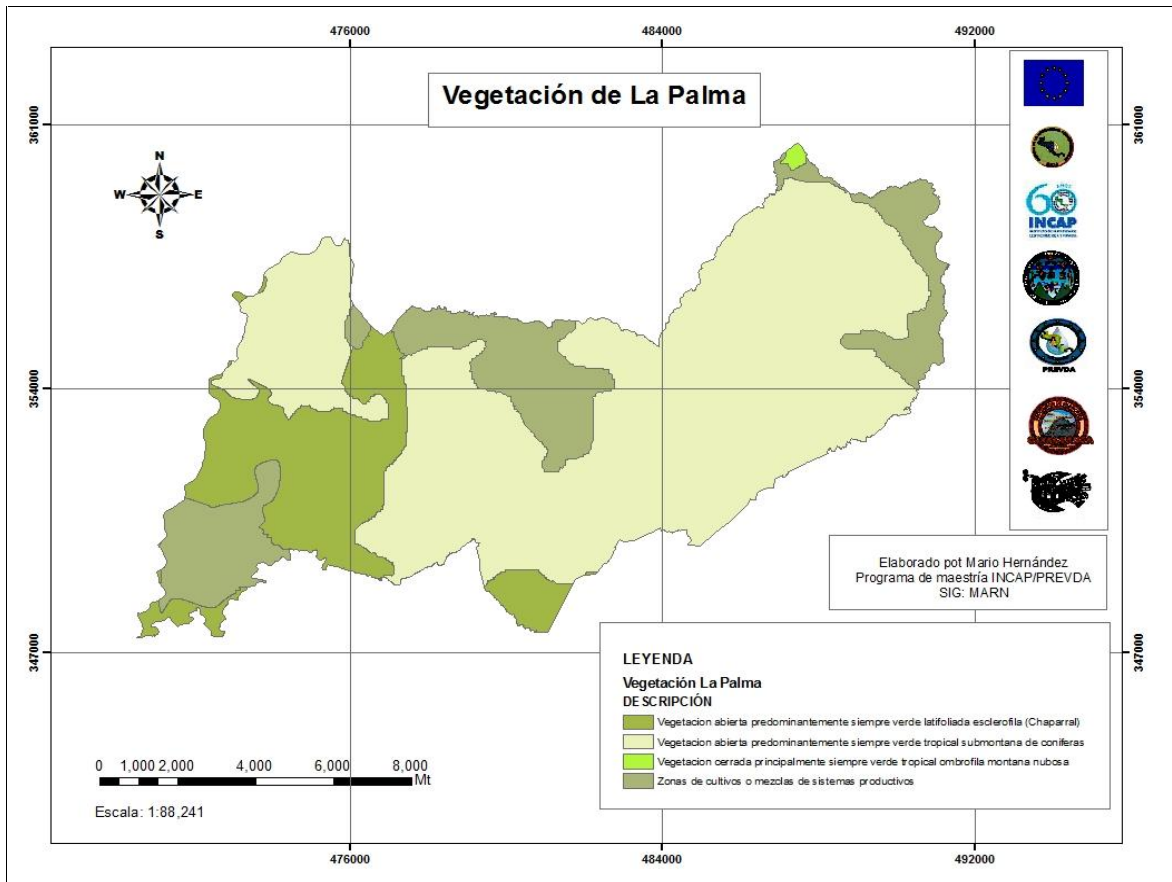 476000
484000
492000
Vegetación de La Palma
361000
361000
N
W
E
S
60
INCAP
354000
354000
PREVDA
Elaborado pot Mario Hernández
Programa de maestría INCAP/PREVDA
SIG: MARN
347000
347000
LEYENDA
Vegetación La Palma
DESCRIPCIÓN
Vegetacion abierta predominantemente siempre verde latifoliada esclerofila (Chaparral)
Vegetacion abierta predominantemente siempre verde tropical submontana de coniferas
Vegetacion cerrada principalmente siempre verde tropical ombrofila montana nubosa
Zonas de cultivos o mezclas de sistemas productivos
0 1,000 2,000 4,000 6,000 8,000
Mt
Escala: 1:88,241
476000
484000
492000